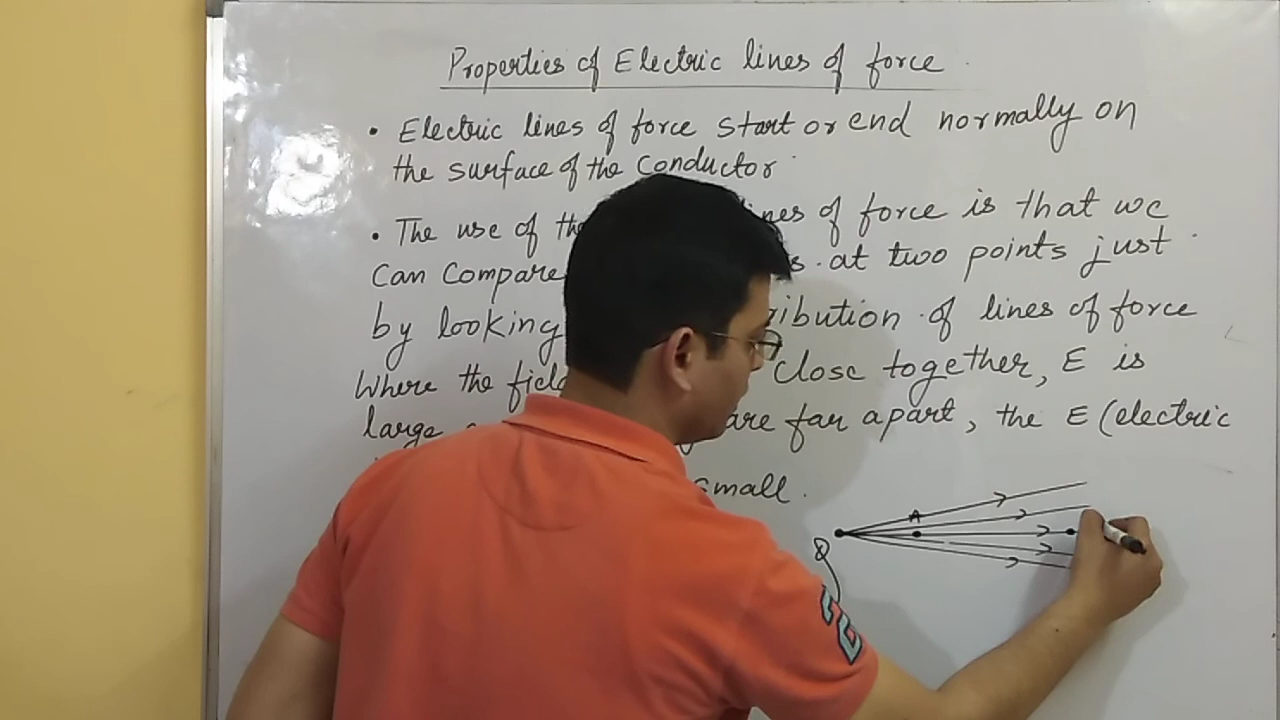 Properties of Electric lines of force
• Electric lines of force start or end normally on
the surface of the conductor
• The use of the lines of force is that we
can compare at two points just
by looking of lines of force
Where the close together, E is
large are far apart, the E (electric
small.
A
Q